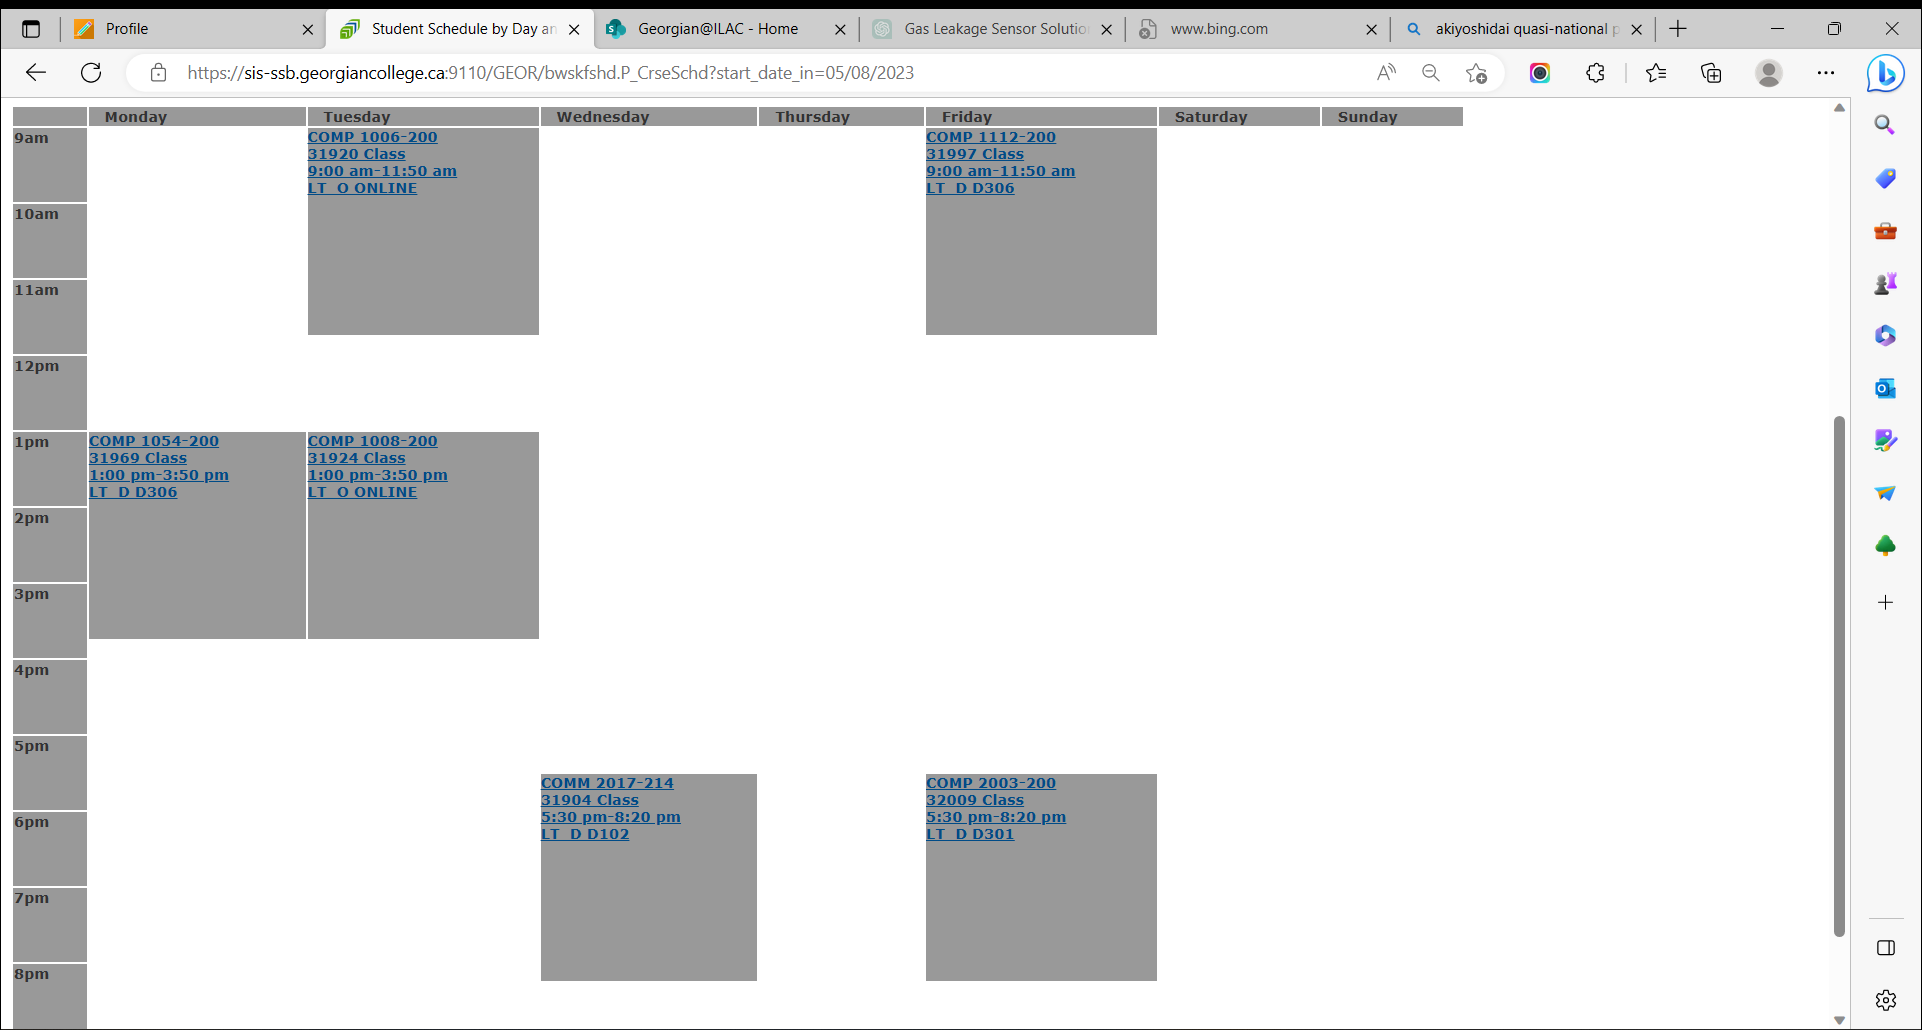 Profile
Student Schedule by Day an
Georgian@ILAC - Home
Gas Leakage Sensor Solutio
www.bing.com
akiyoshidai quasi-national p
https://sis-ssb.georgiancollege.ca:9110/GEOR/bwskfshd.P_CrseSchd?start_date_in=05/08/2023
Monday Tuesday Wednesday Thursday Friday Saturday Sunday
9am
COMP 1006-200
31920 Class
9:00 am-11:50 am
LT_O ONLINE
COMP 1112-200
31997 Class
9:00 am-11:50 am
LT_D D306
10am
11am
12pm
1pm
COMP 1054-200
31969 Class
1:00 pm-3:50 pm
LT_D D306
COMP 1008-200
31924 Class
1:00 pm-3:50 pm
LT_O ONLINE
2pm
3pm
4pm
5pm
COMM 2017-214
31904 Class
5:30 pm-8:20 pm
LT_D D102
COMP 2003-200
32009 Class
5:30 pm-8:20 pm
LT_D D301
6pm
7pm
8pm